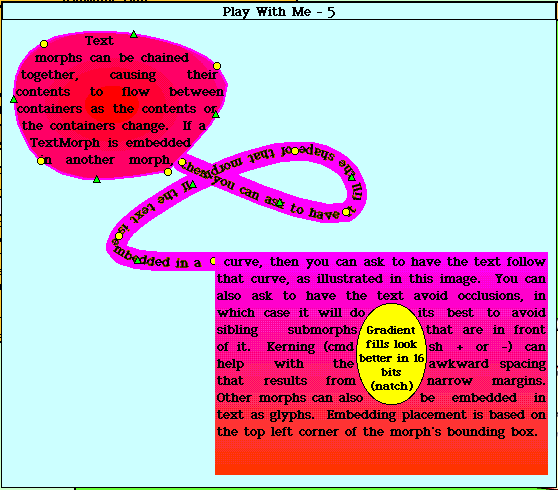 Play With Me - 5
Text
morphs can be chained
together, causing their
contents to flow between
containers as the contents or
the containers change. If a
TextMorph is embedded
in another morph,
then you can ask to have
it fill
the shape of that morph.
If the text is
embedded in a
curve, then you can ask to have the text follow
that curve, as illustrated in this image. You can
also ask to have the text avoid occlusions, in
which case it will do its best to avoid
sibling submorphs that are in front
of it. Kerning (cmd sh + or -) can
help with the awkward spacing
that results from narrow margins.
Other morphs can also be embedded in
text as glyphs. Embedding placement is based on
the top left corner of the morph's bounding box.
Gradient
fills look
better in 16
bits
(natch)